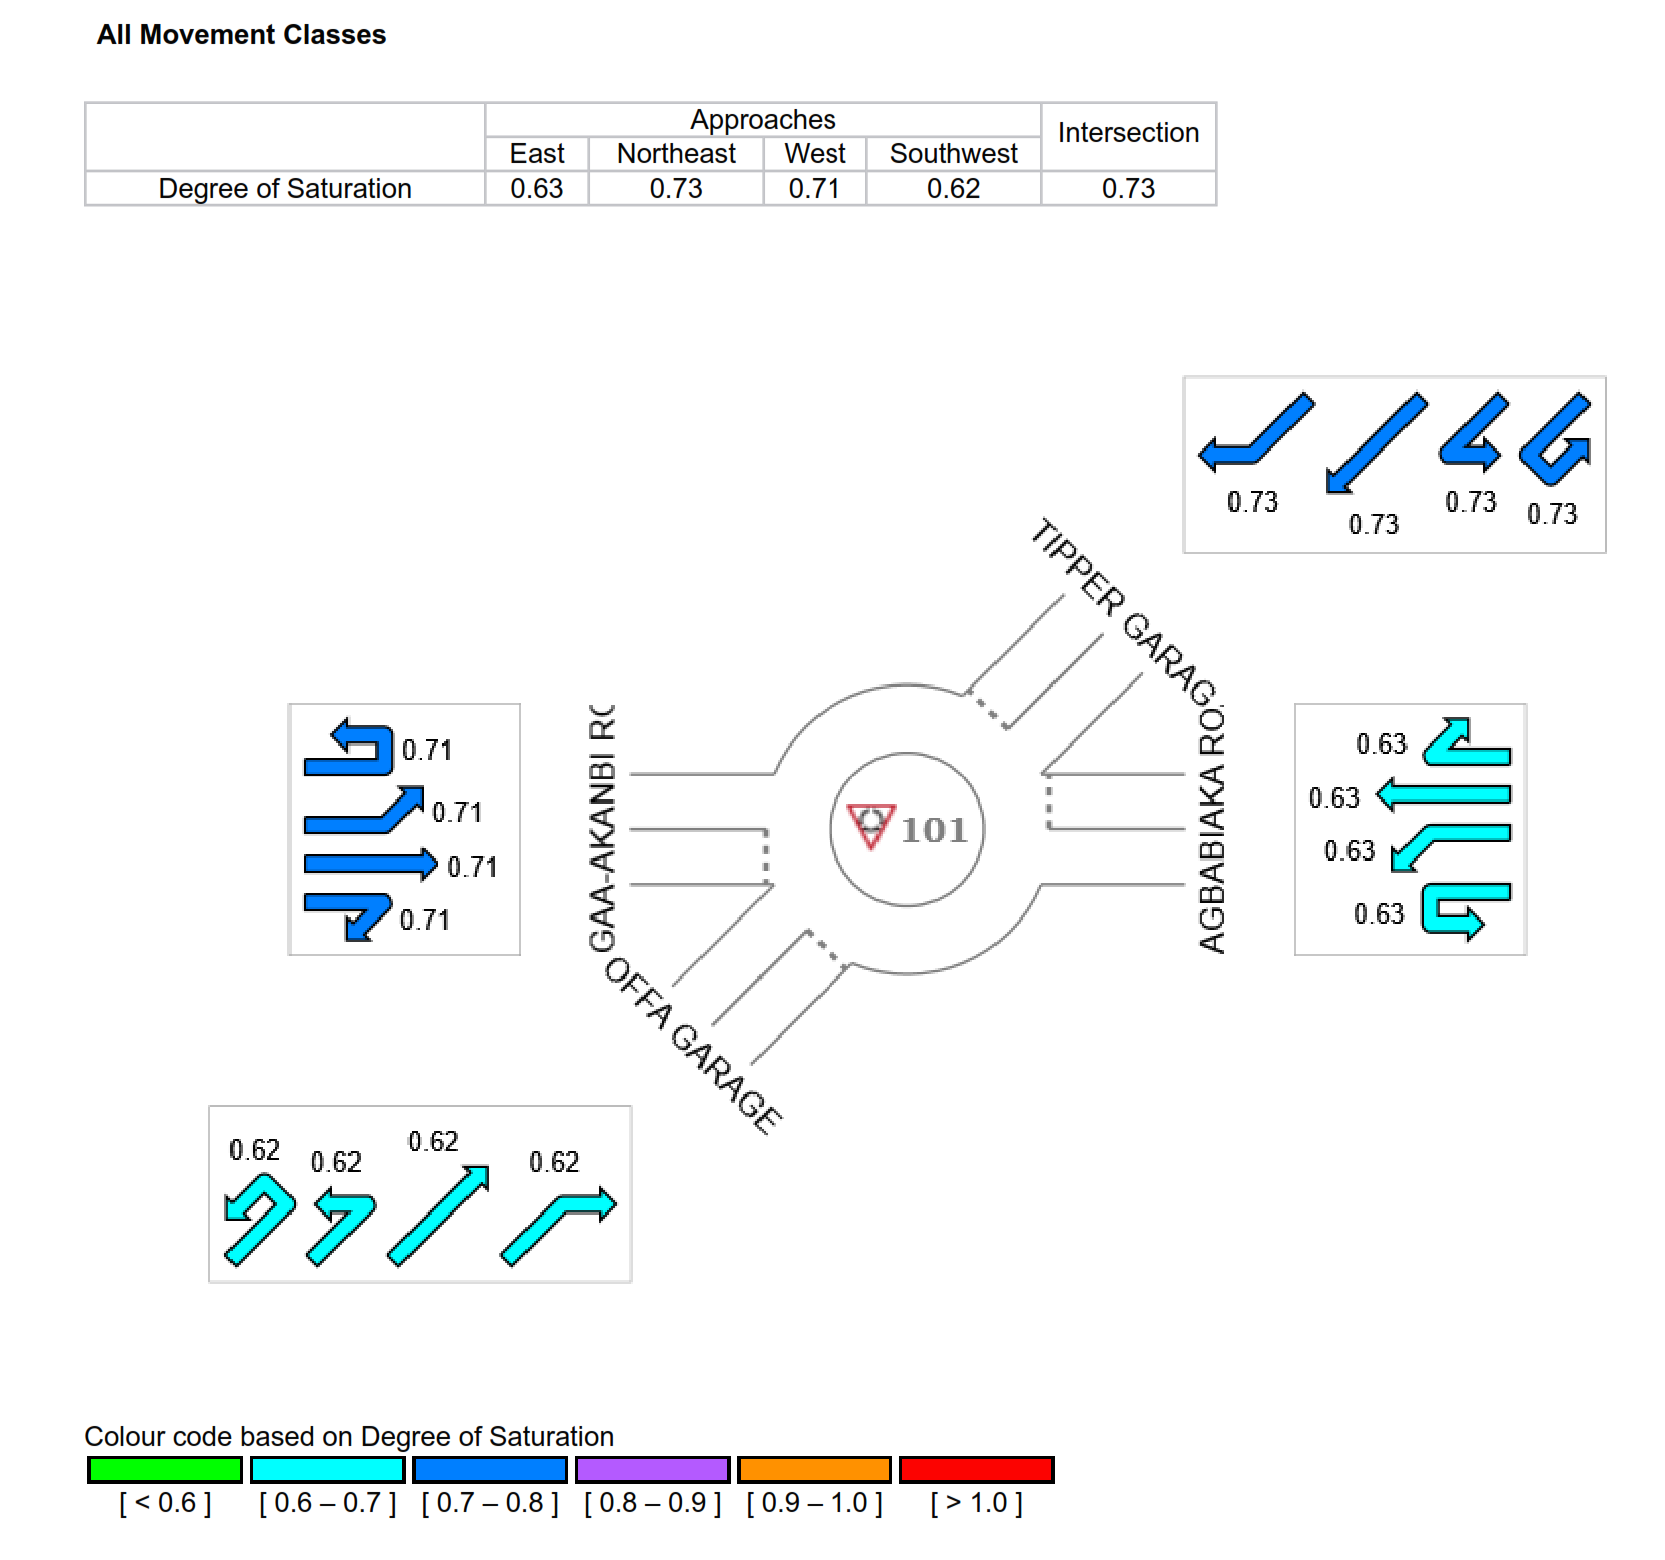 All Movement Classes
Approaches
Intersection
East Northeast West Southwest
Degree of Saturation 0.63 0.73 0.71 0.62 0.73
0.73 0.73 0.73 0.73
TIPPER GARAG
AGBABIAKA RO
GAA-AKANBI RO
OFFA GARAGE
101
0.71
0.71
0.71
0.71
0.63
0.63
0.63
0.63
0.62 0.62 0.62 0.62
Colour code based on Degree of Saturation
[ < 0.6 ] [ 0.6 – 0.7 ] [ 0.7 – 0.8 ] [ 0.8 – 0.9 ] [ 0.9 – 1.0 ] [ > 1.0 ]